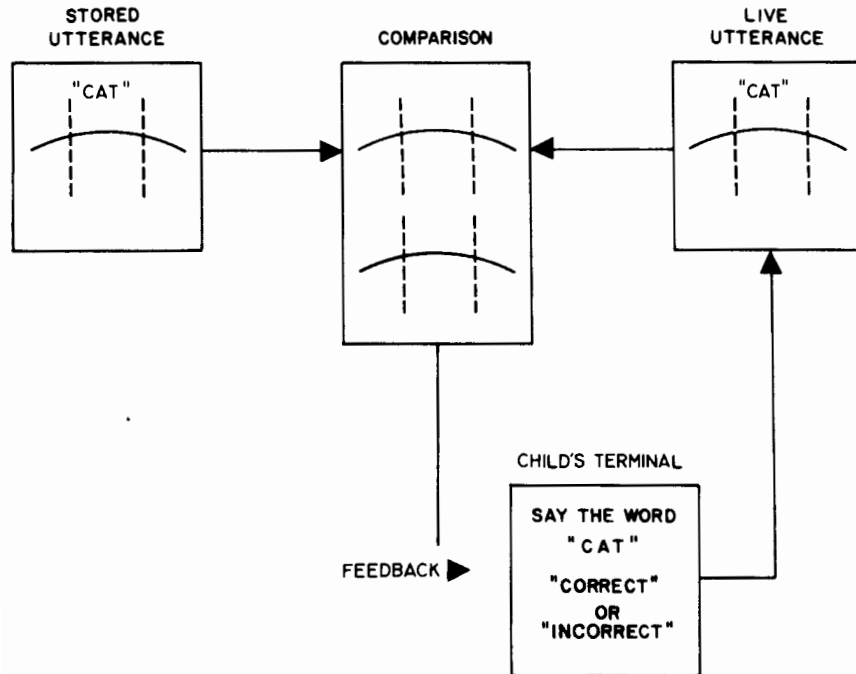 STORED
UTTERANCE
COMPARISON
LIVE
UTTERANCE
"CAT"
"CAT"
CHILD'S TERMINAL
SAY THE WORD
"CAT"
FEEDBACK
"CORRECT"
OR
"INCORRECT"